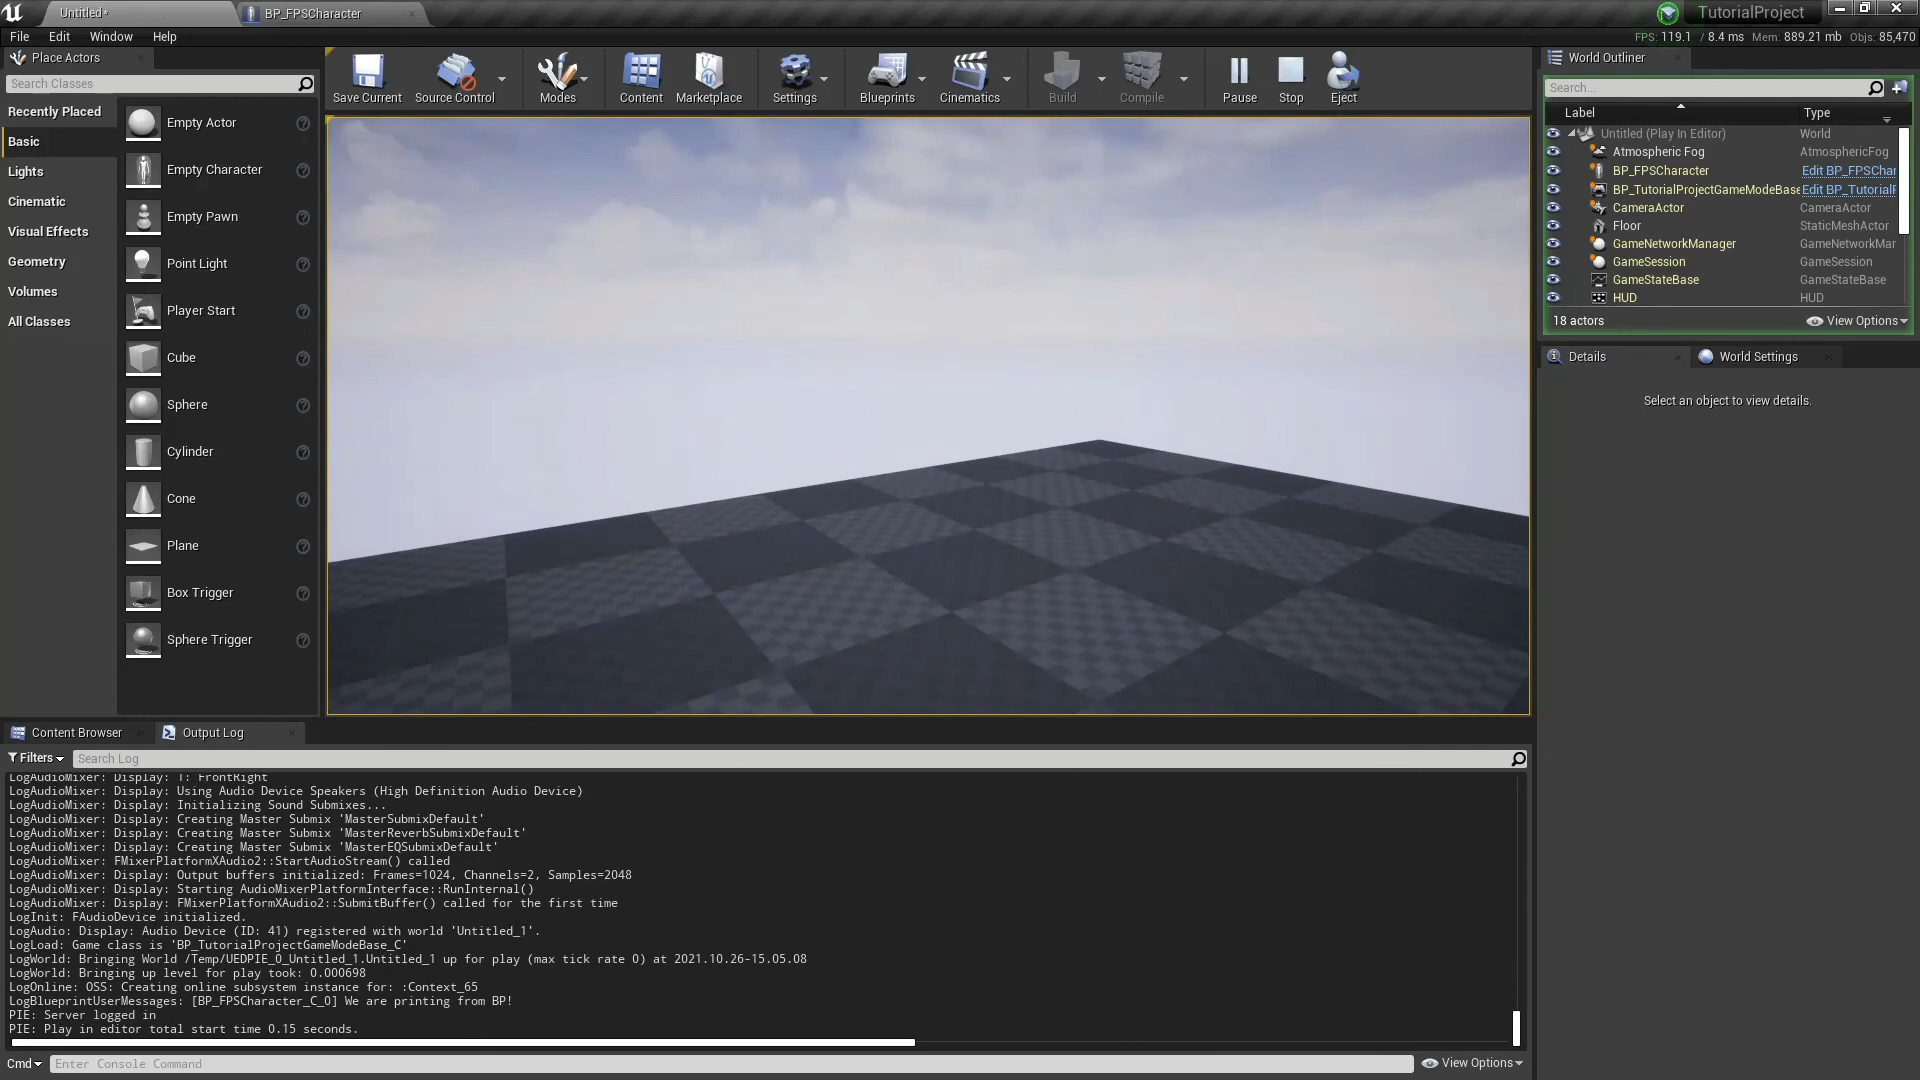 Untitled*
BP_FPSCharacter
TutorialProject
File Edit Window Help
FPS: 119.1 / 8.4 ms Mem: 889.21 mb Objs: 85,470
Place Actors
Search Classes
Recently Placed
Basic
Lights
Cinematic
Visual Effects
Geometry
Volumes
All Classes
Empty Actor
Empty Character
Empty Pawn
Point Light
Player Start
Cube
Sphere
Cylinder
Cone
Plane
Box Trigger
Sphere Trigger
Save Current
Source Control
Modes
Content
Marketplace
Settings
Blueprints
Cinematics
Build
Compile
Pause
Stop
Eject
World Outliner
Search...
Label Type
Untitled (Play In Editor) World
Atmospheric Fog AtmosphericFog
BP_FPSCharacter Edit BP_FPSChar
BP_TutorialProjectGameModeBase Edit BP_TutorialP
CameraActor CameraActor
Floor StaticMeshActor
GameNetworkManager GameNetworkMar
GameSession GameSession
GameStateBase GameStateBase
HUD HUD
18 actors View Options
Details
World Settings
Select an object to view details.
Content Browser
Output Log
Filters
Search Log
LogAudioMixer: Display: 1: FrontRight
LogAudioMixer: Display: Using Audio Device Speakers (High Definition Audio Device)
LogAudioMixer: Display: Initializing Sound Submixes...
LogAudioMixer: Display: Creating Master Submix 'MasterSubmixDefault'
LogAudioMixer: Display: Creating Master Submix 'MasterReverbSubmixDefault'
LogAudioMixer: Display: Creating Master Submix 'MasterEQSubmixDefault'
LogAudioMixer: FMixerPlatformXAudio2::StartAudioStream() called
LogAudioMixer: Display: Output buffers initialized: Frames=1024, Channels=2, Samples=2048
LogAudioMixer: Display: Starting AudioMixerPlatformInterface::RunInternal()
LogAudioMixer: Display: FMixerPlatformXAudio2::SubmitBuffer() called for the first time
LogInit: FAudioDevice initialized.
LogAudio: Display: Audio Device (ID: 41) registered with world 'Untitled_1'.
LogLoad: Game class is 'BP_TutorialProjectGameModeBase_C'
LogWorld: Bringing World /Temp/UEDPIE_0_Untitled_1.Untitled_1 up for play (max tick rate 0) at 2021.10.26-15.05.08
LogWorld: Bringing up level for play took: 0.000698
LogOnline: OSS: Creating online subsystem instance for: :Context_65
LogBlueprintUserMessages: [BP_FPSCharacter_C_0] We are printing from BP!
PIE: Server logged in
PIE: Play in editor total start time 0.15 seconds.
Cmd
Enter Console Command
View Options